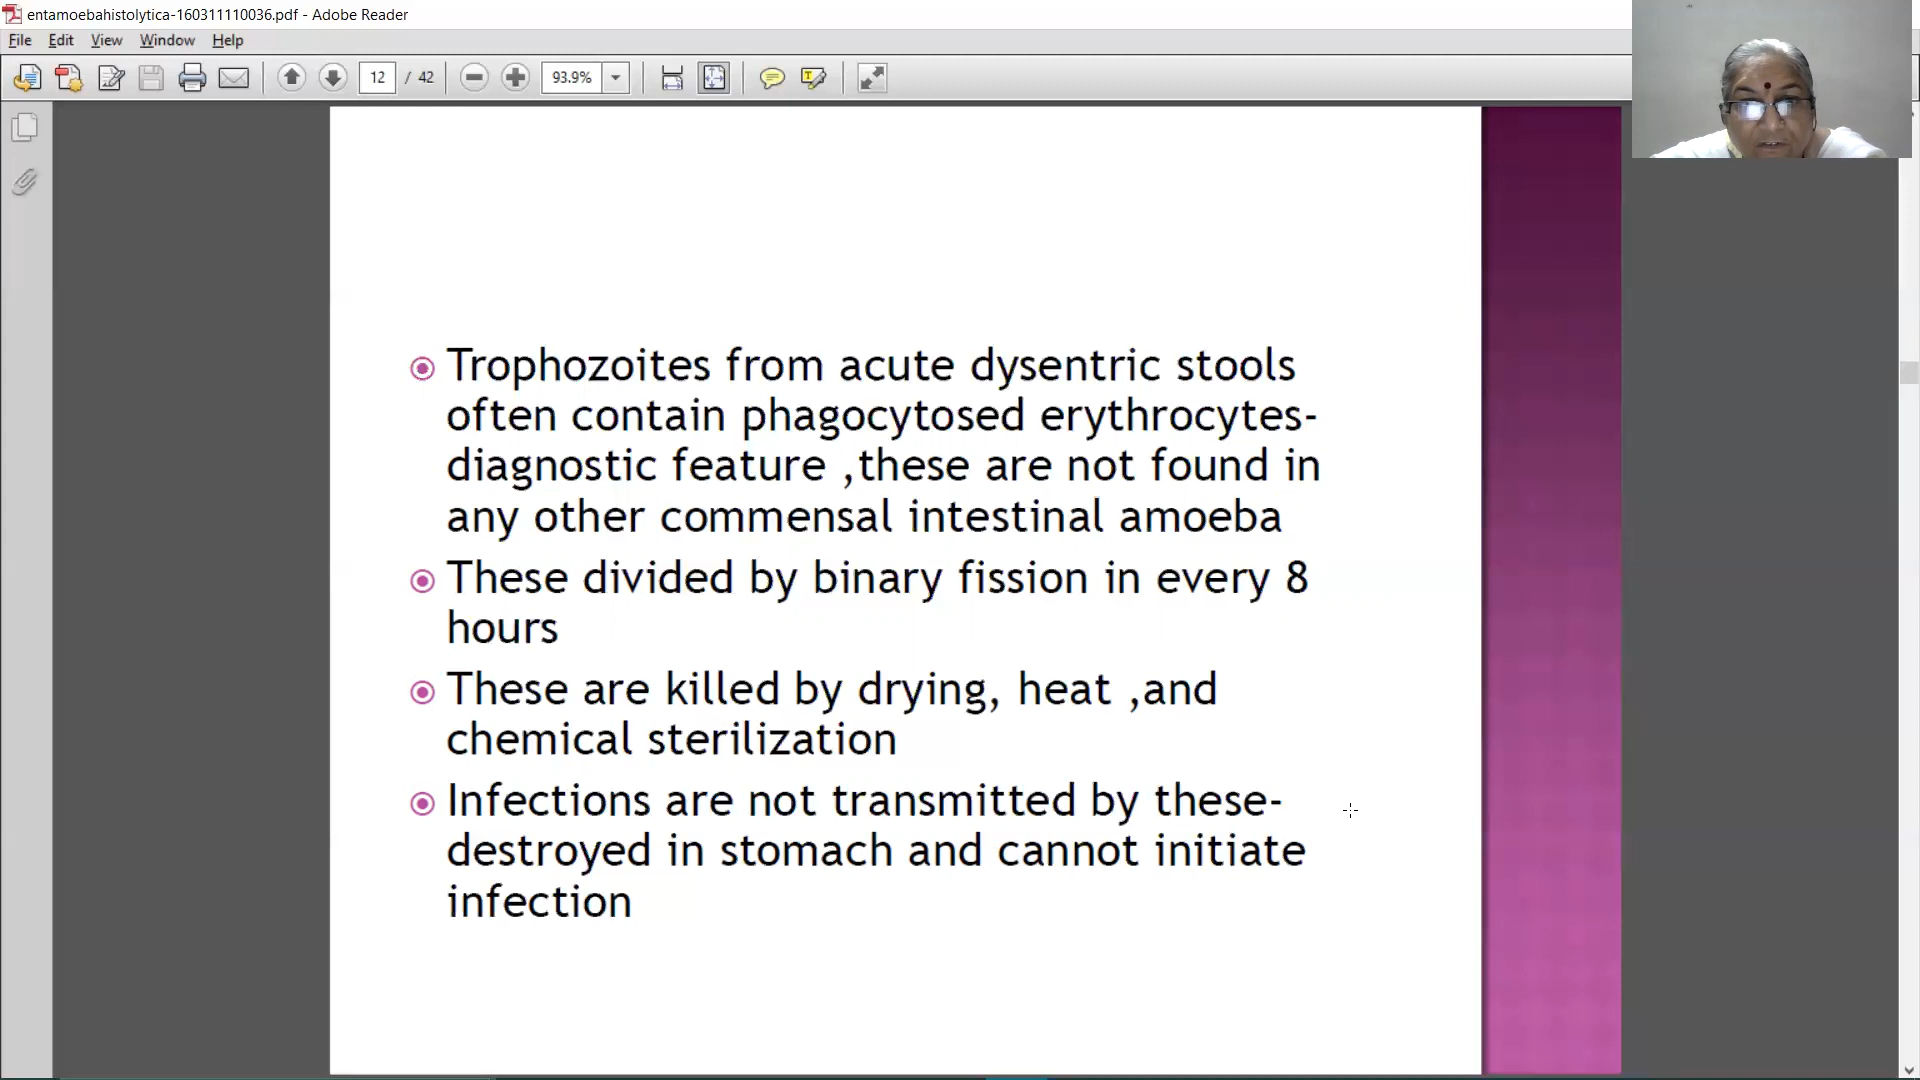 entamoebahistolytica-160311110036.pdf - Adobe Reader
File Edit View Window Help
12 / 42 93.9%
Trophozoites from acute dysentric stools
often contain phagocytosed erythrocytes-
diagnostic feature ,these are not found in
any other commensal intestinal amoeba
These divided by binary fission in every 8
hours
These are killed by drying, heat ,and
chemical sterilization
Infections are not transmitted by these-
destroyed in stomach and cannot initiate
infection